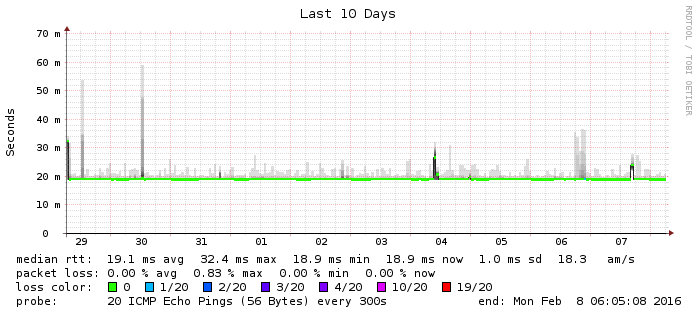 Last 10 Days
RRDTOOL / TOBI OETIKER
Seconds
70 m
60 m
50 m
40 m
30 m
20 m
10 m
0
29 30 31 01 02 03 04 05 06 07
median rtt: 19.1 ms avg 32.4 ms max 18.9 ms min 18.9 ms now 1.0 ms sd 18.3 am/s
packet loss: 0.00 % avg 0.83 % max 0.00 % min 0.00 % now
loss color: 0 1/20 2/20 3/20 4/20 10/20 19/20
probe: 20 ICMP Echo Pings (56 Bytes) every 300s end: Mon Feb 8 06:05:08 2016